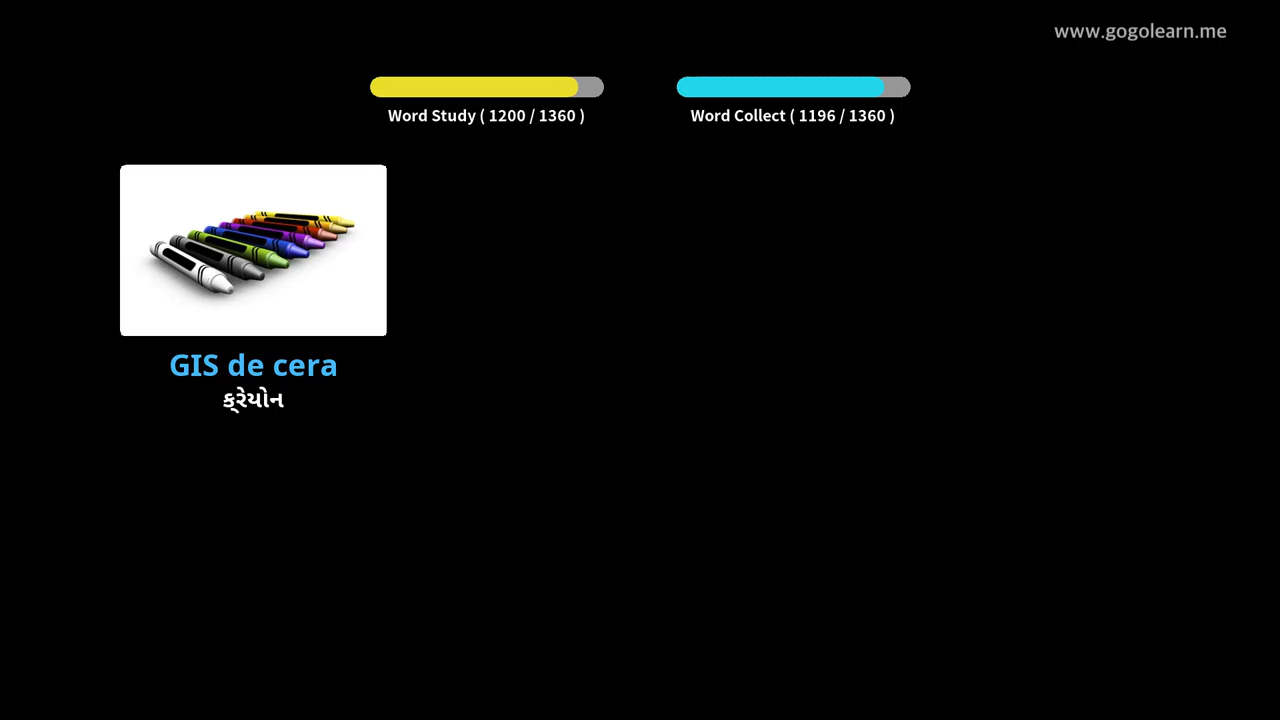 www.gogolearn.me
Word Study ( 1200 / 1360 )
Word Collect ( 1196 / 1360 )
GIS de cera
ક્રેયોન